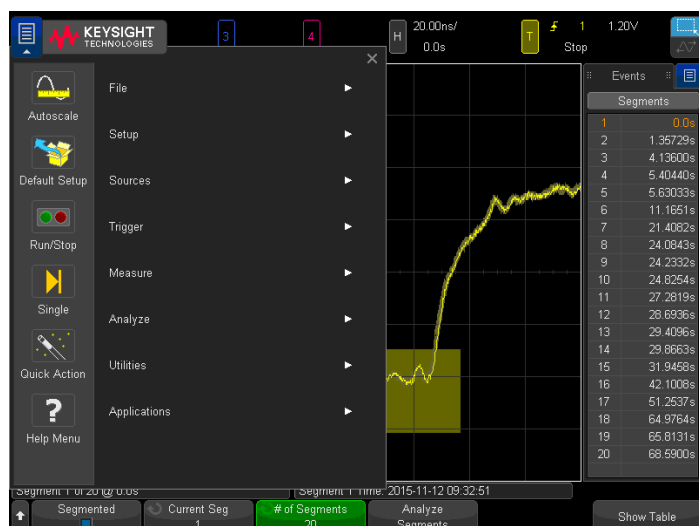 KEYSIGHT
TECHNOLOGIES
3
4
H
20.00ns/
0.0s
T
1
1.20V
Stop
Autoscale
Default Setup
Run/Stop
Single
Quick Action
?
Help Menu
File
Setup
Sources
Trigger
Measure
Analyze
Utilities
Applications
Events
Segments
1 0.0s
2 1.35729s
3 4.13600s
4 5.40440s
5 5.63033s
6 11.1651s
7 21.4082s
8 24.0843s
9 24.2332s
10 24.8254s
11 27.2819s
12 28.6936s
13 29.4096s
14 29.8663s
15 31.9458s
16 42.1008s
17 51.2537s
18 64.9764s
19 65.8131s
20 68.5900s
Segment 1 of 20 @ 0.0s
Segment 1 Time: 2015-11-12 09:32:51
Segmented
Current Seg
1
# of Segments
20
Analyze
Segments
Show Table